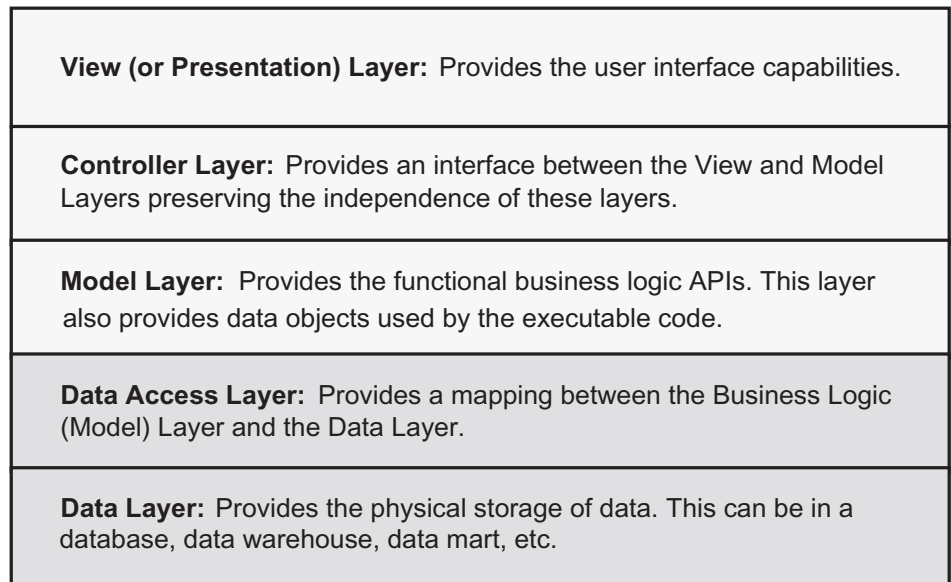 View (or Presentation) Layer: Provides the user interface capabilities.
Controller Layer: Provides an interface between the View and Model
Layers preserving the independence of these layers.
Model Layer: Provides the functional business logic APIs. This layer
also provides data objects used by the executable code.
Data Access Layer: Provides a mapping between the Business Logic
(Model) Layer and the Data Layer.
Data Layer: Provides the physical storage of data. This can be in a
database, data warehouse, data mart, etc.